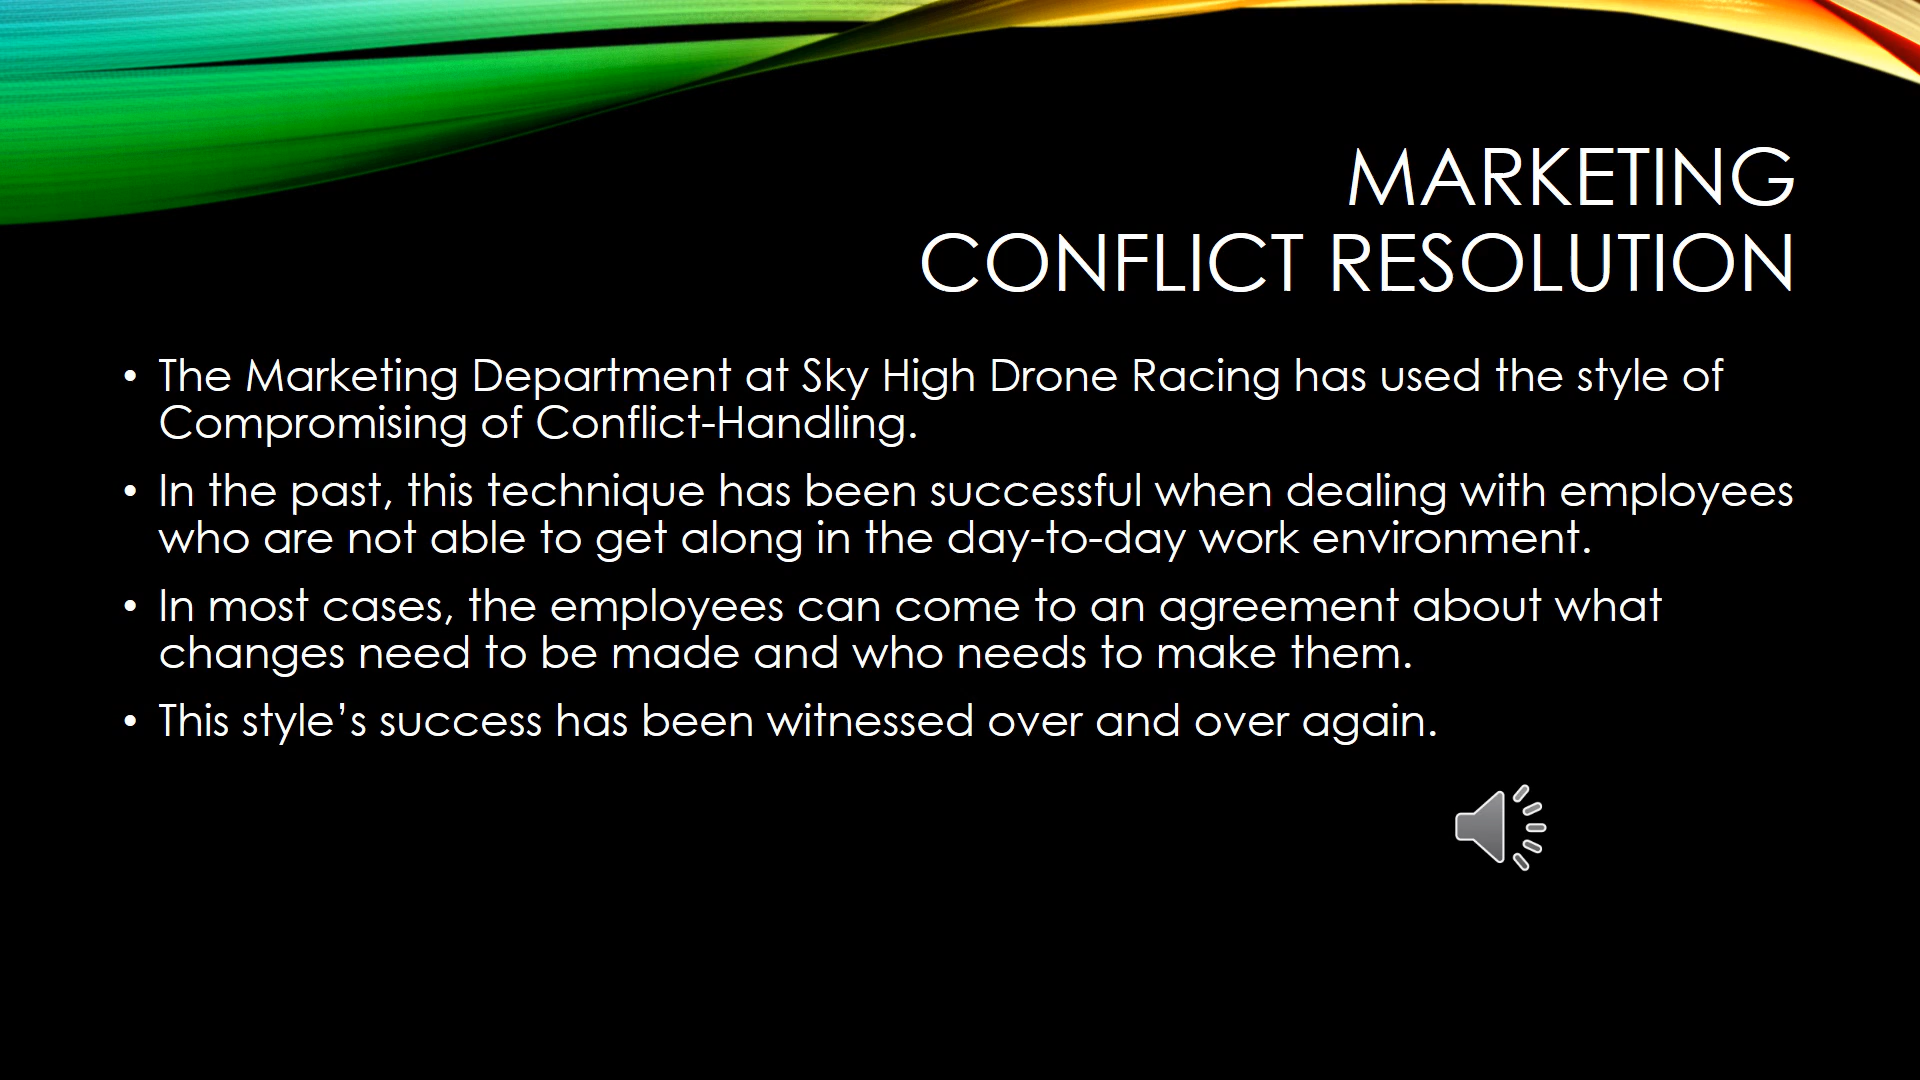 MARKETING
CONFLICT RESOLUTION
• The Marketing Department at Sky High Drone Racing has used the style of
Compromising of Conflict-Handling.
• In the past, this technique has been successful when dealing with employees
who are not able to get along in the day-to-day work environment.
• In most cases, the employees can come to an agreement about what
changes need to be made and who needs to make them.
• This style’s success has been witnessed over and over again.